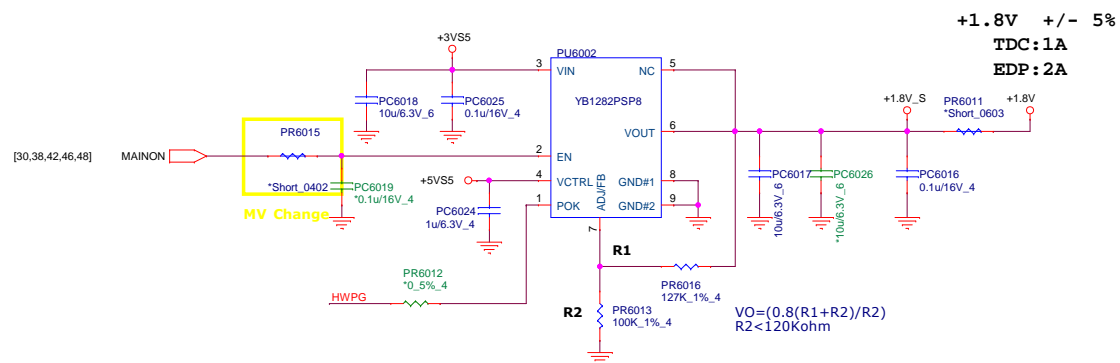 +1.8V +/- 5%
TDC:1A
EDP:2A
+3VS5
PU6002
3
VIN
NC
5
PC6018
10u/6.3V_6
PC6025
0.1u/16V_4
YB1282PSP8
+1.8V_S
PR6011
*Short_0603
+1.8V
VOUT
6
PR6015
[30,38,42,46,48]
MAINON
2
EN
*Short_0402
PC6019
*0.1u/16V_4
MV Change
+5VS5
4
VCTRL
ADJ/FB
GND#1
8
1
POK
GND#2
9
PC6024
1u/6.3V_4
PC6017
10u/6.3V_6
PC6026
*10u/6.3V_6
PC6016
0.1u/16V_4
7
R1
PR6012
*0_5%_4
HWPG
PR6016
127K_1%_4
R2
PR6013
100K_1%_4
VO=(0.8(R1+R2)/R2)
R2<120Kohm